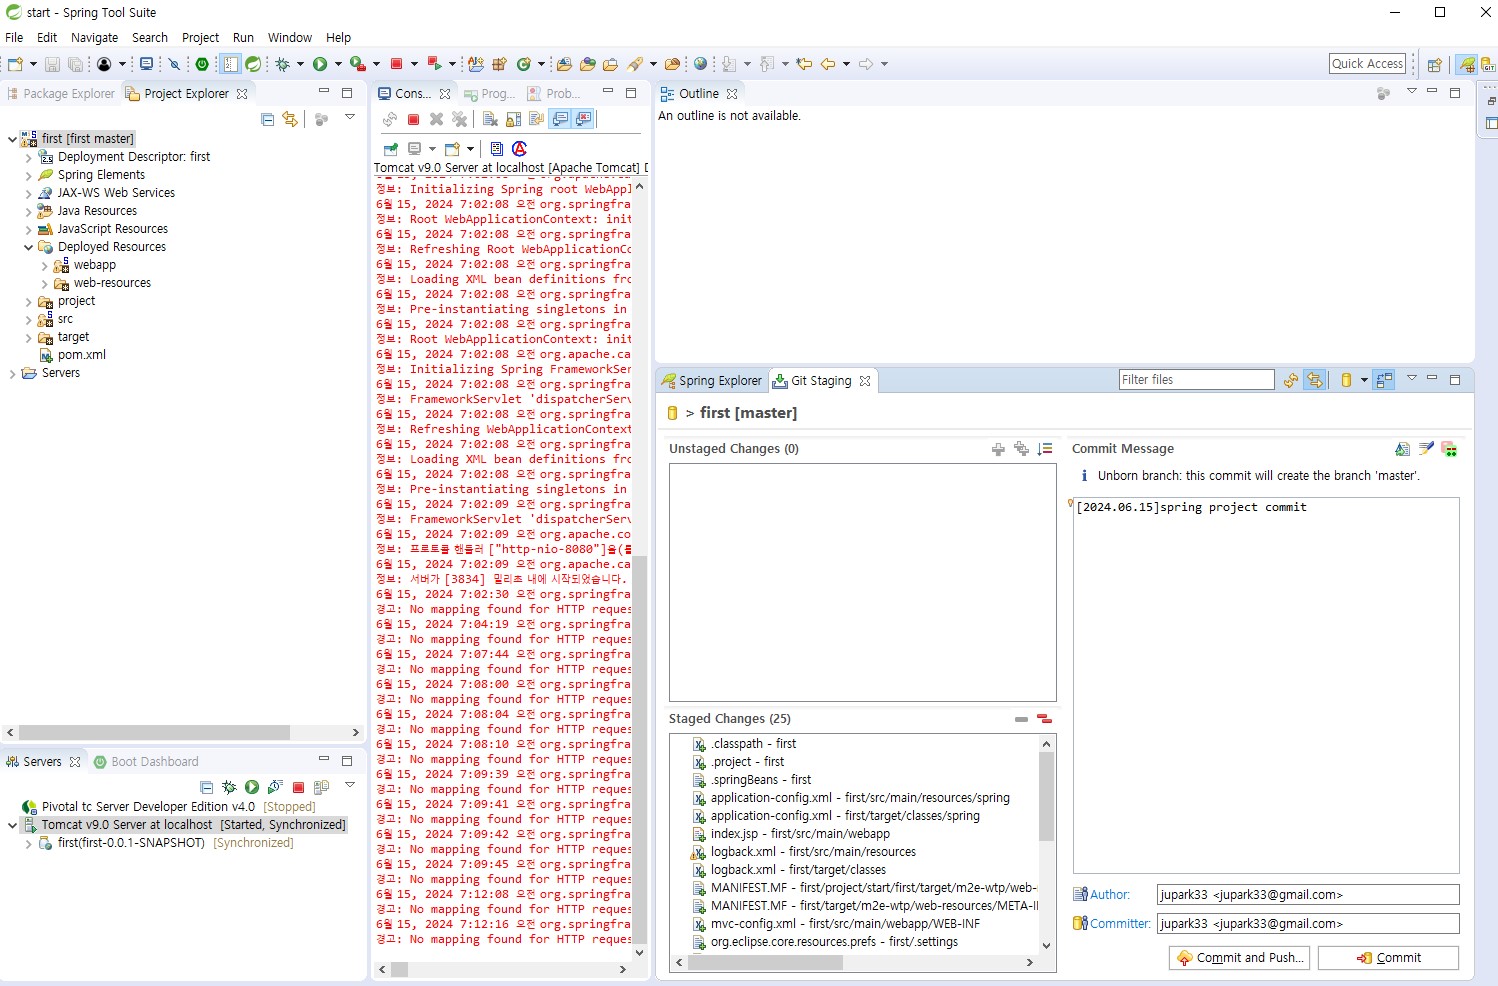 start - Spring Tool Suite
File Edit Navigate Search Project Run Window Help
Quick Access
Package Explorer Project Explorer
first [first master]
Deployment Descriptor: first
Spring Elements
JAX-WS Web Services
Java Resources
JavaScript Resources
Deployed Resources
webapp
web-resources
project
src
target
pom.xml
Servers
Servers Boot Dashboard
Pivotal tc Server Developer Edition v4.0 [Stopped]
Tomcat v9.0 Server at localhost [Started, Synchronized]
first(first-0.0.1-SNAPSHOT) [Synchronized]
Cons... Prog... Prob...
Tomcat v9.0 Server at localhost [Apache Tomcat] D
정보: Initializing Spring root WebAppl
6월 15, 2024 7:02:08 오전 org.springfra
정보: Root WebApplicationContext: init
6월 15, 2024 7:02:08 오전 org.springfra
정보: Refreshing Root WebApplicationCo
6월 15, 2024 7:02:08 오전 org.springfra
정보: Loading XML bean definitions fro
6월 15, 2024 7:02:08 오전 org.springfra
정보: Pre-instantiating singletons in
6월 15, 2024 7:02:08 오전 org.springfra
정보: Root WebApplicationContext: init
6월 15, 2024 7:02:08 오전 org.apache.ca
정보: Initializing Spring FrameworkSer
6월 15, 2024 7:02:08 오전 org.springfra
정보: FrameworkServlet 'dispatcherServ
6월 15, 2024 7:02:08 오전 org.springfra
정보: Refreshing WebApplicationContext
6월 15, 2024 7:02:08 오전 org.springfra
정보: Loading XML bean definitions fro
6월 15, 2024 7:02:08 오전 org.springfra
정보: Pre-instantiating singletons in
6월 15, 2024 7:02:09 오전 org.springfra
정보: FrameworkServlet 'dispatcherServ
6월 15, 2024 7:02:09 오전 org.apache.co
정보: 프로토콜 핸들러 ["http-nio-8080"]을(를
6월 15, 2024 7:02:09 오전 org.apache.ca
정보: 서버가 [3834] 밀리초 내에 시작되었습니다.
6월 15, 2024 7:02:30 오전 org.springfra
경고: No mapping found for HTTP reques
6월 15, 2024 7:04:19 오전 org.springfra
경고: No mapping found for HTTP reques
6월 15, 2024 7:07:44 오전 org.springfra
경고: No mapping found for HTTP reques
6월 15, 2024 7:08:00 오전 org.springfra
경고: No mapping found for HTTP reques
6월 15, 2024 7:08:04 오전 org.springfra
경고: No mapping found for HTTP reques
6월 15, 2024 7:08:10 오전 org.springfra
경고: No mapping found for HTTP reques
6월 15, 2024 7:09:39 오전 org.springfra
경고: No mapping found for HTTP reques
6월 15, 2024 7:09:41 오전 org.springfra
경고: No mapping found for HTTP reques
6월 15, 2024 7:09:42 오전 org.springfra
경고: No mapping found for HTTP reques
6월 15, 2024 7:09:45 오전 org.springfra
경고: No mapping found for HTTP reques
6월 15, 2024 7:12:08 오전 org.springfra
경고: No mapping found for HTTP reques
6월 15, 2024 7:12:16 오전 org.springfra
경고: No mapping found for HTTP reques
Outline
An outline is not available.
Spring Explorer Git Staging
Filter files
> first [master]
Unstaged Changes (0)
Staged Changes (25)
.classpath - first
.project - first
.springBeans - first
application-config.xml - first/src/main/resources/spring
application-config.xml - first/target/classes/spring
index.jsp - first/src/main/webapp
logback.xml - first/src/main/resources
logback.xml - first/target/classes
MANIFEST.MF - first/project/start/first/target/m2e-wtp/web-
MANIFEST.MF - first/target/m2e-wtp/web-resources/META-I
mvc-config.xml - first/src/main/webapp/WEB-INF
org.eclipse.core.resources.prefs - first/.settings
Commit Message
Unborn branch: this commit will create the branch 'master'.
[2024.06.15]spring project commit
Author: jupark33 <jupark33@gmail.com>
Committer: jupark33 <jupark33@gmail.com>
Commit and Push... Commit